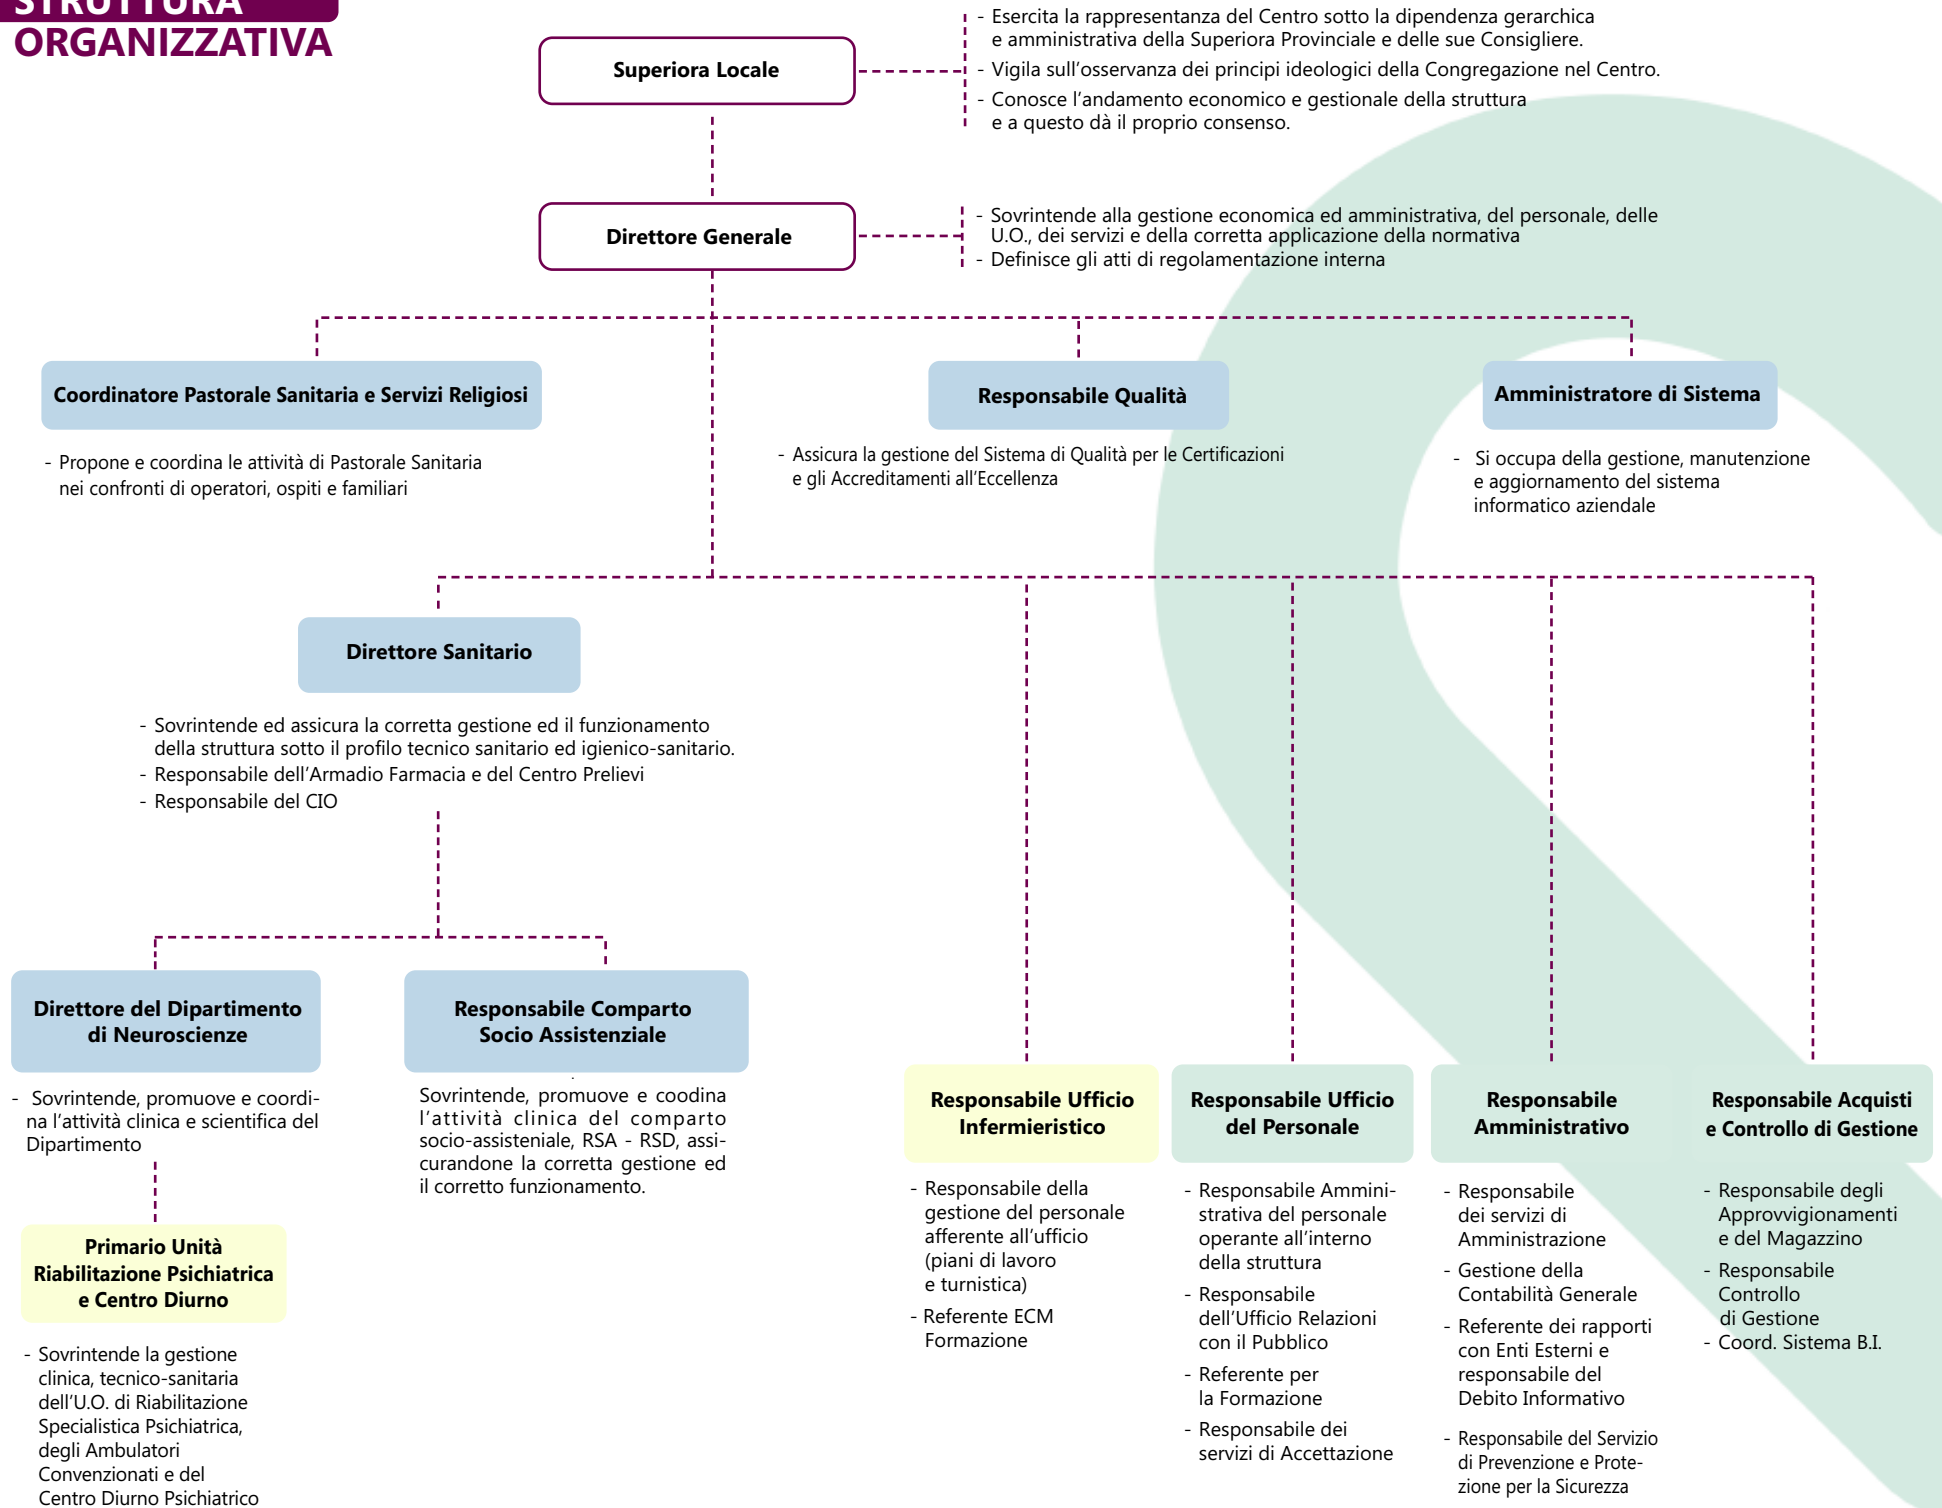 STRUTTURA
ORGANIZZATIVA
Superiora Locale
- Esercita la rappresentanza del Centro sotto la dipendenza gerarchica
e amministrativa della Superiora Provinciale e delle sue Consigliere.
- Vigila sull'osservanza dei principi ideologici della Congregazione nel Centro.
- Conosce l'andamento economico e gestionale della struttura
e a questo dà il proprio consenso.
Direttore Generale
- Sovrintende alla gestione economica ed amministrativa, del personale, delle
U.O., dei servizi e della corretta applicazione della normativa
- Definisce gli atti di regolamentazione interna
Coordinatore Pastorale Sanitaria e Servizi Religiosi
- Propone e coordina le attività di Pastorale Sanitaria
nei confronti di operatori, ospiti e familiari
Responsabile Qualità
- Assicura la gestione del Sistema di Qualità per le Certificazioni
e gli Accreditamenti all'Eccellenza
Amministratore di Sistema
- Si occupa della gestione, manutenzione
e aggiornamento del sistema
informatico aziendale
Direttore Sanitario
- Sovrintende ed assicura la corretta gestione ed il funzionamento
della struttura sotto il profilo tecnico sanitario ed igienico-sanitario.
- Responsabile dell'Armadio Farmacia e del Centro Prelievi
- Responsabile del CIO
Direttore del Dipartimento
di Neuroscienze
- Sovrintende, promuove e coordi-
na l'attività clinica e scientifica del
Dipartimento
Responsabile Comparto
Socio Assistenziale
Sovrintende, promuove e coodina
l'attività clinica del comparto
socio-assisteniale, RSA - RSD, assi-
curandone la corretta gestione ed
il corretto funzionamento.
Primario Unità
Riabilitazione Psichiatrica
e Centro Diurno
- Sovrintende la gestione
clinica, tecnico-sanitaria
dell'U.O. di Riabilitazione
Specialistica Psichiatrica,
degli Ambulatori
Convenzionati e del
Centro Diurno Psichiatrico
Responsabile Ufficio
Infermieristico
- Responsabile della
gestione del personale
afferente all'ufficio
(piani di lavoro
e turnistica)
- Referente ECM
Formazione
Responsabile Ufficio
del Personale
- Responsabile Ammini-
strativa del personale
operante all'interno
della struttura
- Responsabile
dell'Ufficio Relazioni
con il Pubblico
- Referente per
la Formazione
- Responsabile dei
servizi di Accettazione
Responsabile
Amministrativo
- Responsabile
dei servizi di
Amministrazione
- Gestione della
Contabilità Generale
- Referente dei rapporti
con Enti Esterni e
responsabile del
Debito Informativo
- Responsabile del Servizio
di Prevenzione e Prote-
zione per la Sicurezza
Responsabile Acquisti
e Controllo di Gestione
- Responsabile degli
Approvvigionamenti
e del Magazzino
- Responsabile
Controllo
di Gestione
- Coord. Sistema B.I.